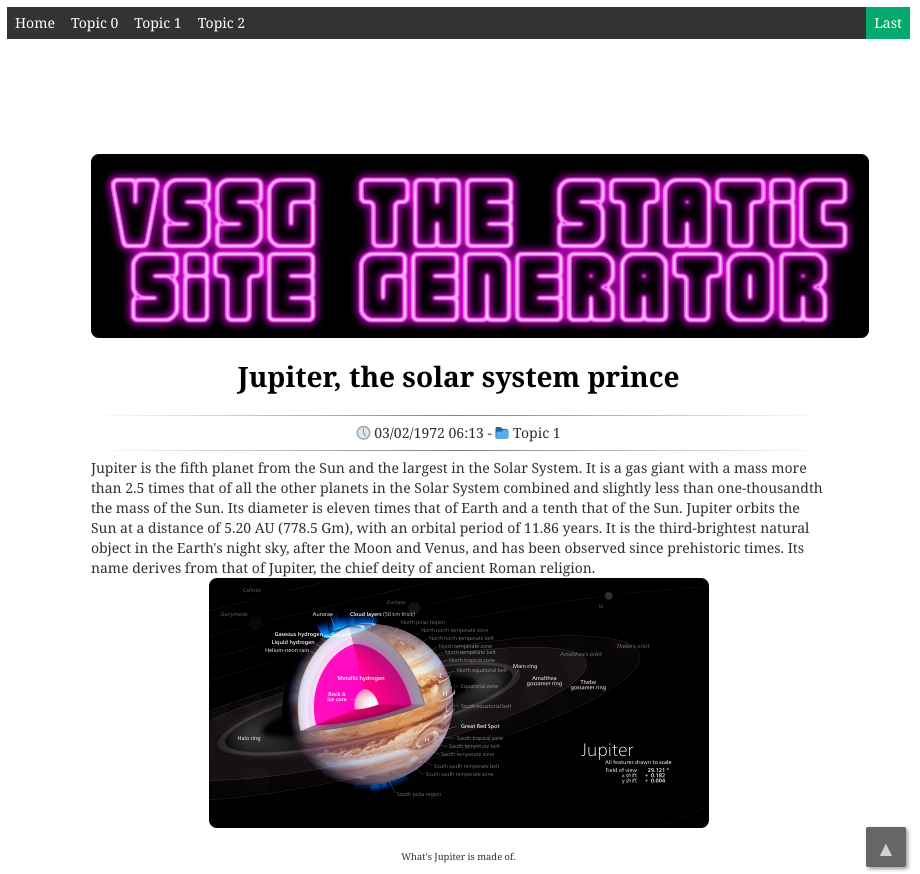 Home Topic 0 Topic 1 Topic 2 Last
VSSG THE STATiC
SiTE GENERATOR
Jupiter, the solar system prince
03/02/1972 06:13 - Topic 1
Jupiter is the fifth planet from the Sun and the largest in the Solar System. It is a gas giant with a mass more
than 2.5 times that of all the other planets in the Solar System combined and slightly less than one-thousandth
the mass of the Sun. Its diameter is eleven times that of Earth and a tenth that of the Sun. Jupiter orbits the
Sun at a distance of 5.20 AU (778.5 Gm), with an orbital period of 11.86 years. It is the third-brightest natural
object in the Earth's night sky, after the Moon and Venus, and has been observed since prehistoric times. Its
name derives from that of Jupiter, the chief deity of ancient Roman religion.
Callisto
Europa
Io
Ganymede
Aurorae
Cloud layers (50 km thick)
North polar region
North north temperate zone
Gaseous hydrogen
North north temperate belt
Liquid hydrogen
North temperate zone
Thebe's orbit
Helium-neon rain
North temperate belt
Amalthea's orbit
North tropical zone
Main ring
North equatorial belt
Metallic hydrogen
Amalthea
gossamer ring
Thebe
gossamer ring
Equatorial zone
Rock &
ice core
South equatorial belt
Great Red Spot
Halo ring
South tropical zone
South temperate belt
South temperate zone
Jupiter
All features drawn to scale
South south temperate belt
Field of view 29.121 °
South south temperate zone
x shift + 0.182
y shift + 0.004
South polar region
What's Jupiter is made of.